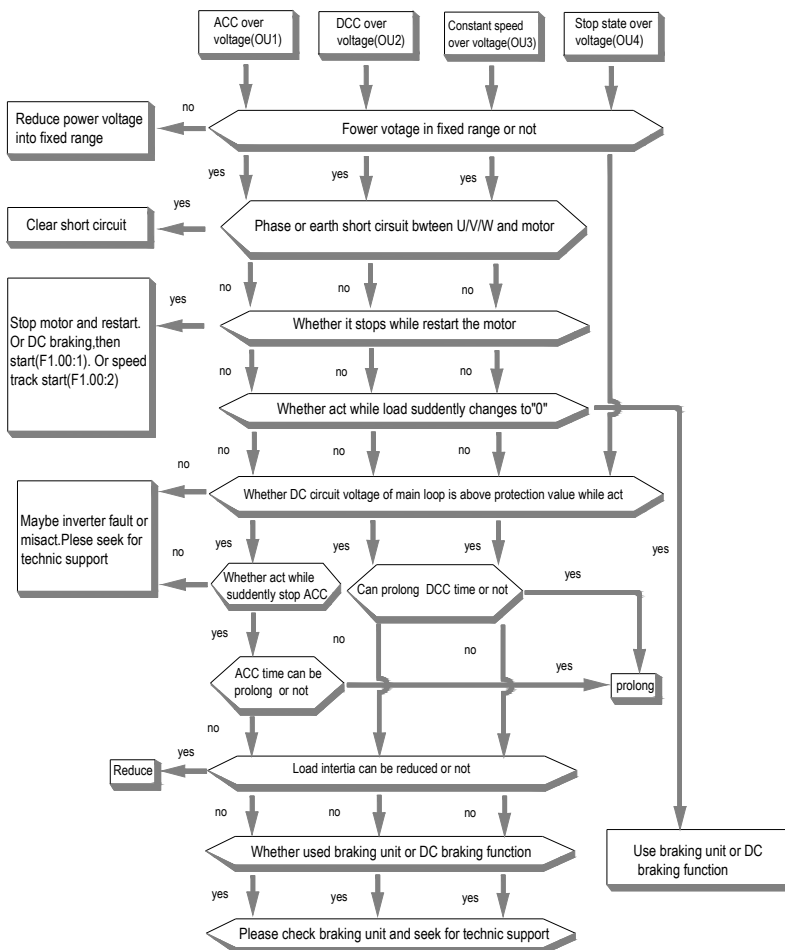 ACC over
voltage(OU1)
DCC over
voltage(OU2)
Constant speed
over voltage(OU3)
Stop state over
voltage(OU4)
no
Reduce power voltage
into fixed range
Fower votage in fixed range or not
yes
yes
yes
yes
Clear short circuit
Phase or earth short circuit bwteen U/V/W and motor
no
no
no
yes
Stop motor and restart.
Or DC braking,then
start(F1.00:1). Or speed
track start(F1.00:2)
Whether it stops while restart the motor
no
no
no
Whether act while load suddently changes to"0"
no
no
no
no
no
Whether DC circuit voltage of main loop is above protection value while act
Maybe inverter fault or
misact.Plese seek for
technic support
yes
yes
yes
yes
no
Whether act while
suddently stop ACC
Can prolong DCC time or not
yes
yes
no
no
ACC time can be
prolong or not
yes
prolong
no
yes
Reduce
Load intertia can be reduced or not
no
no
no
Whether used braking unit or DC braking function
Use braking unit or DC
braking function
yes
yes
yes
Please check braking unit and seek for technic support